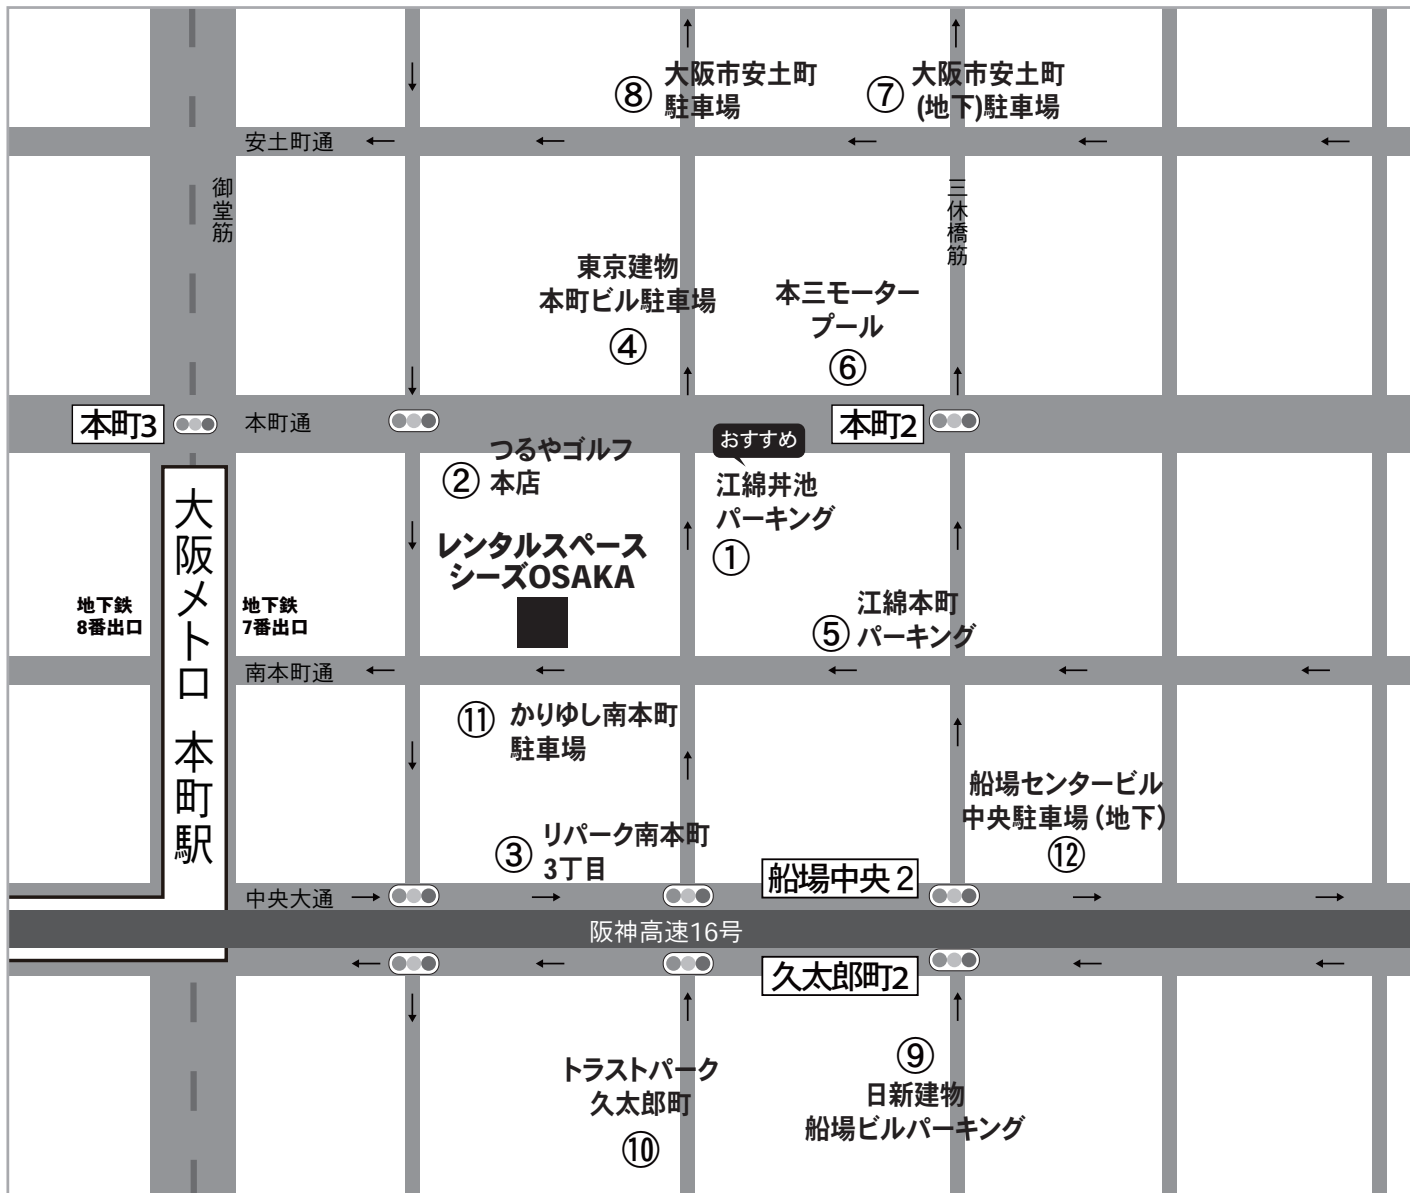 ⑧
大阪市安土町
駐車場
⑦
大阪市安土町
(地下)駐車場
安土町通
御堂筋
三休橋筋
東京建物
本町ビル駐車場
④
本三モーター
プール
⑥
本町3
本町通
本町2
おすすめ
②
つるやゴルフ
本店
江綿井池
パーキング
①
レンタルスペース
シーズOSAKA
大阪メトロ 本町駅
地下鉄
8番出口
地下鉄
7番出口
⑤
江綿本町
パーキング
南本町通
⑪
かりゆし南本町
駐車場
船場センタービル
中央駐車場(地下)
⑫
③
リパーク南本町
3丁目
船場中央2
中央大通
阪神高速16号
久太郎町2
トラストパーク
久太郎町
⑩
⑨
日新建物
船場ビルパーキング